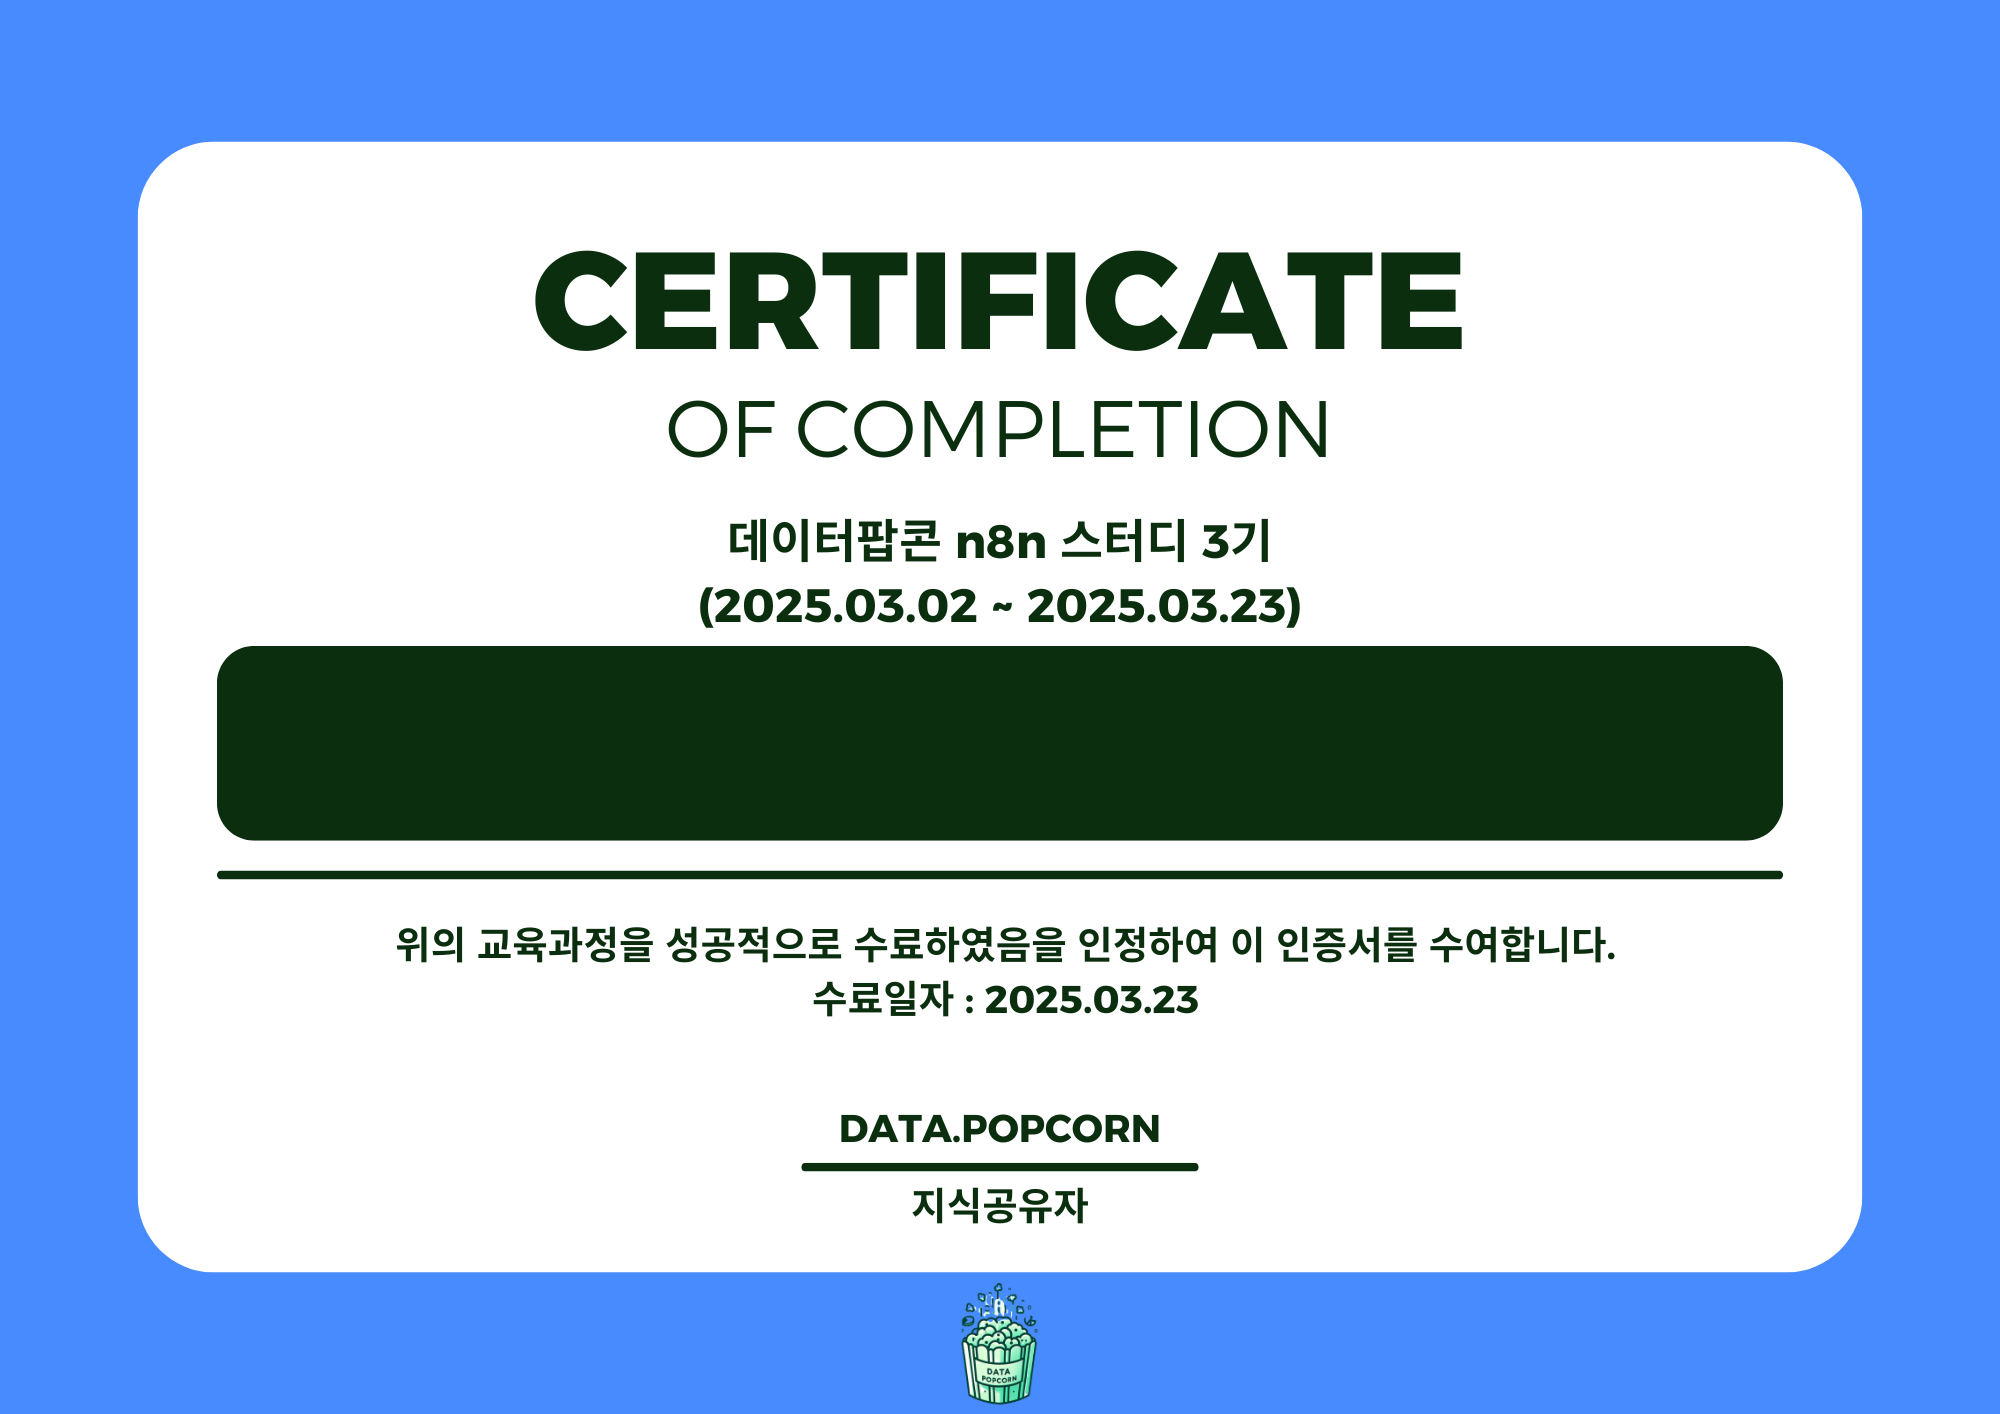 CERTIFICATE
OF COMPLETION
데이터팝콘 n8n 스터디 3기
(2025.03.02 ~ 2025.03.23)
위의 교육과정을 성공적으로 수료하였음을 인정하여 이 인증서를 수여합니다.
수료일자 : 2025.03.23
DATA.POPCORN
지식공유자
DATA
POPCORN